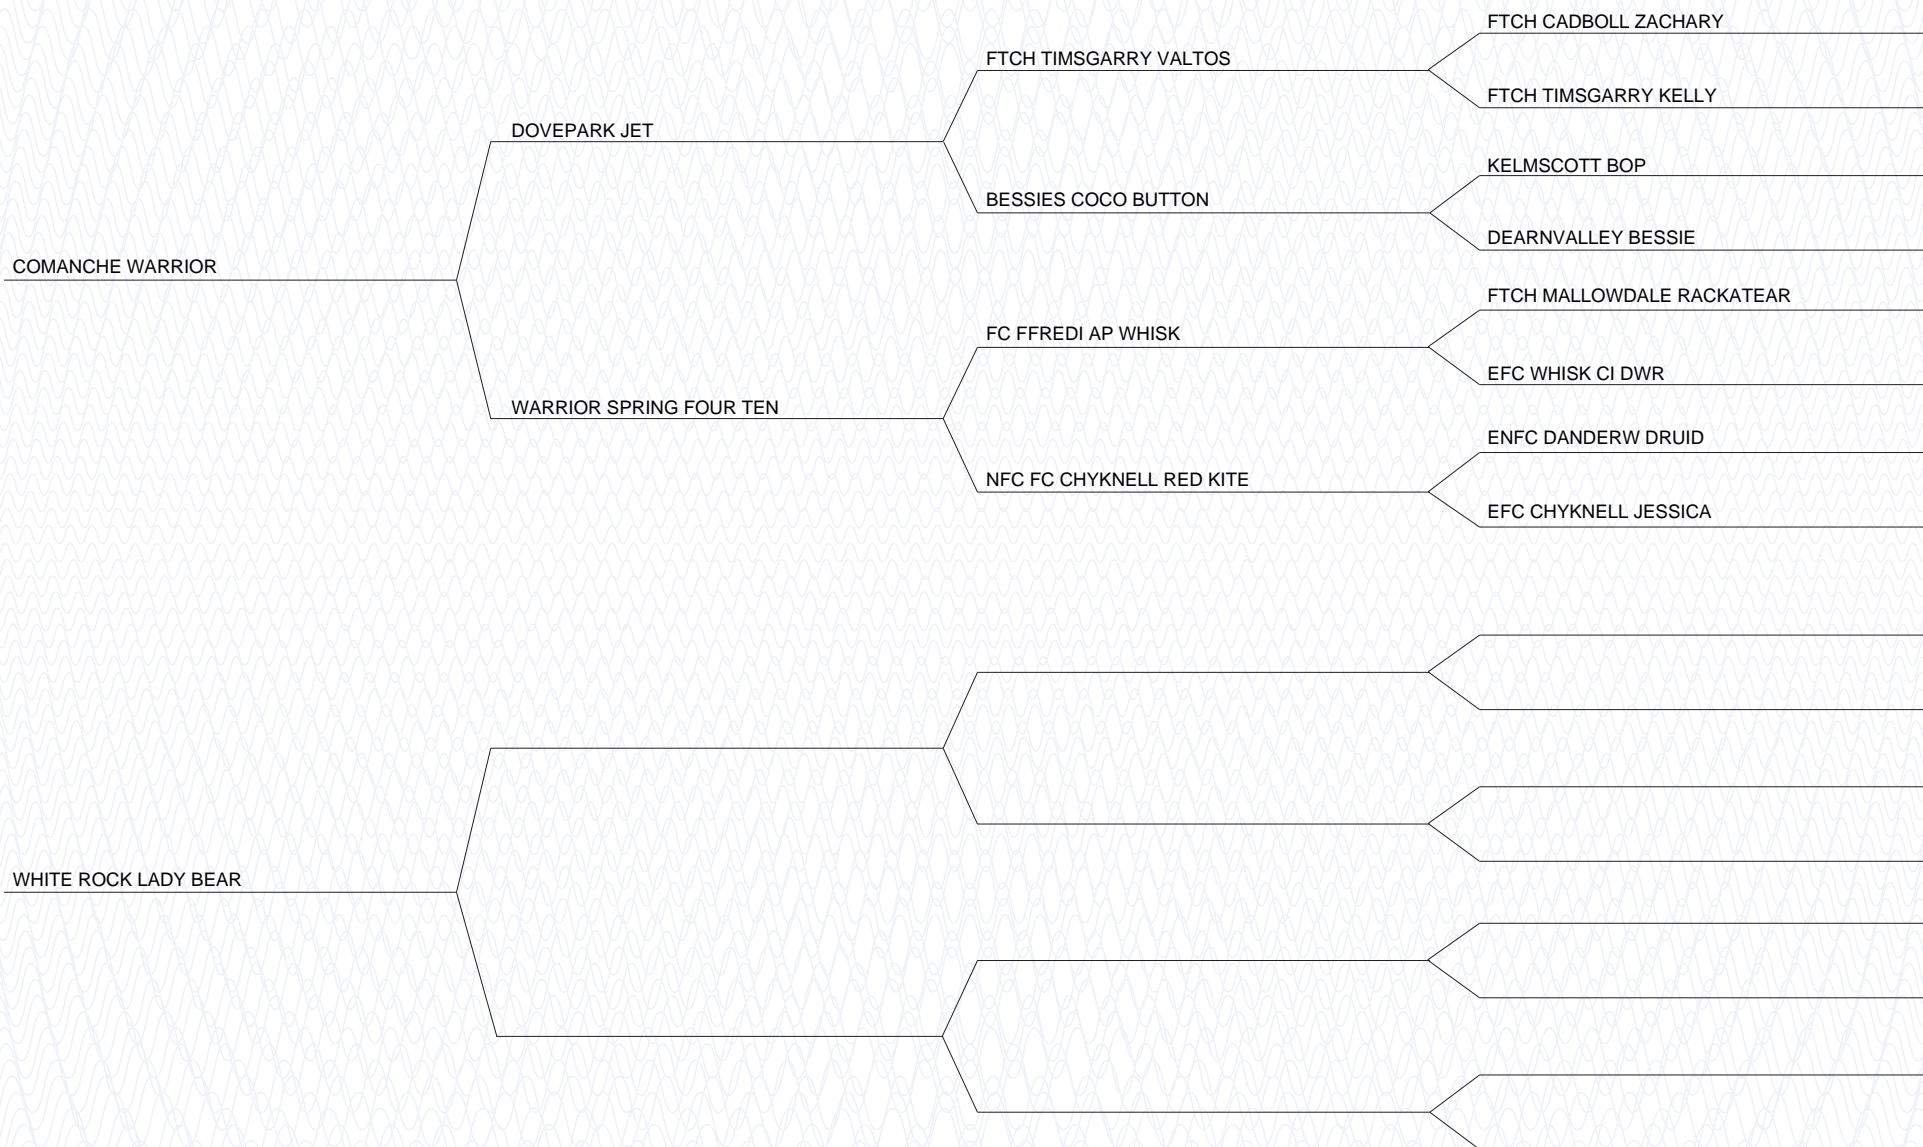 FTCH CADBOLL ZACHARY
FTCH TIMSGARRY VALTOS
FTCH TIMSGARRY KELLY
DOVEPARK JET
KELMSCOTT BOP
BESSIES COCO BUTTON
DEARNVALLEY BESSIE
COMANCHE WARRIOR
FTCH MALLOWDALE RACKATEAR
FC FFREDI AP WHISK
EFC WHISK CI DWR
WARRIOR SPRING FOUR TEN
ENFC DANDERW DRUID
NFC FC CHYKNELL RED KITE
EFC CHYKNELL JESSICA
WHITE ROCK LADY BEAR